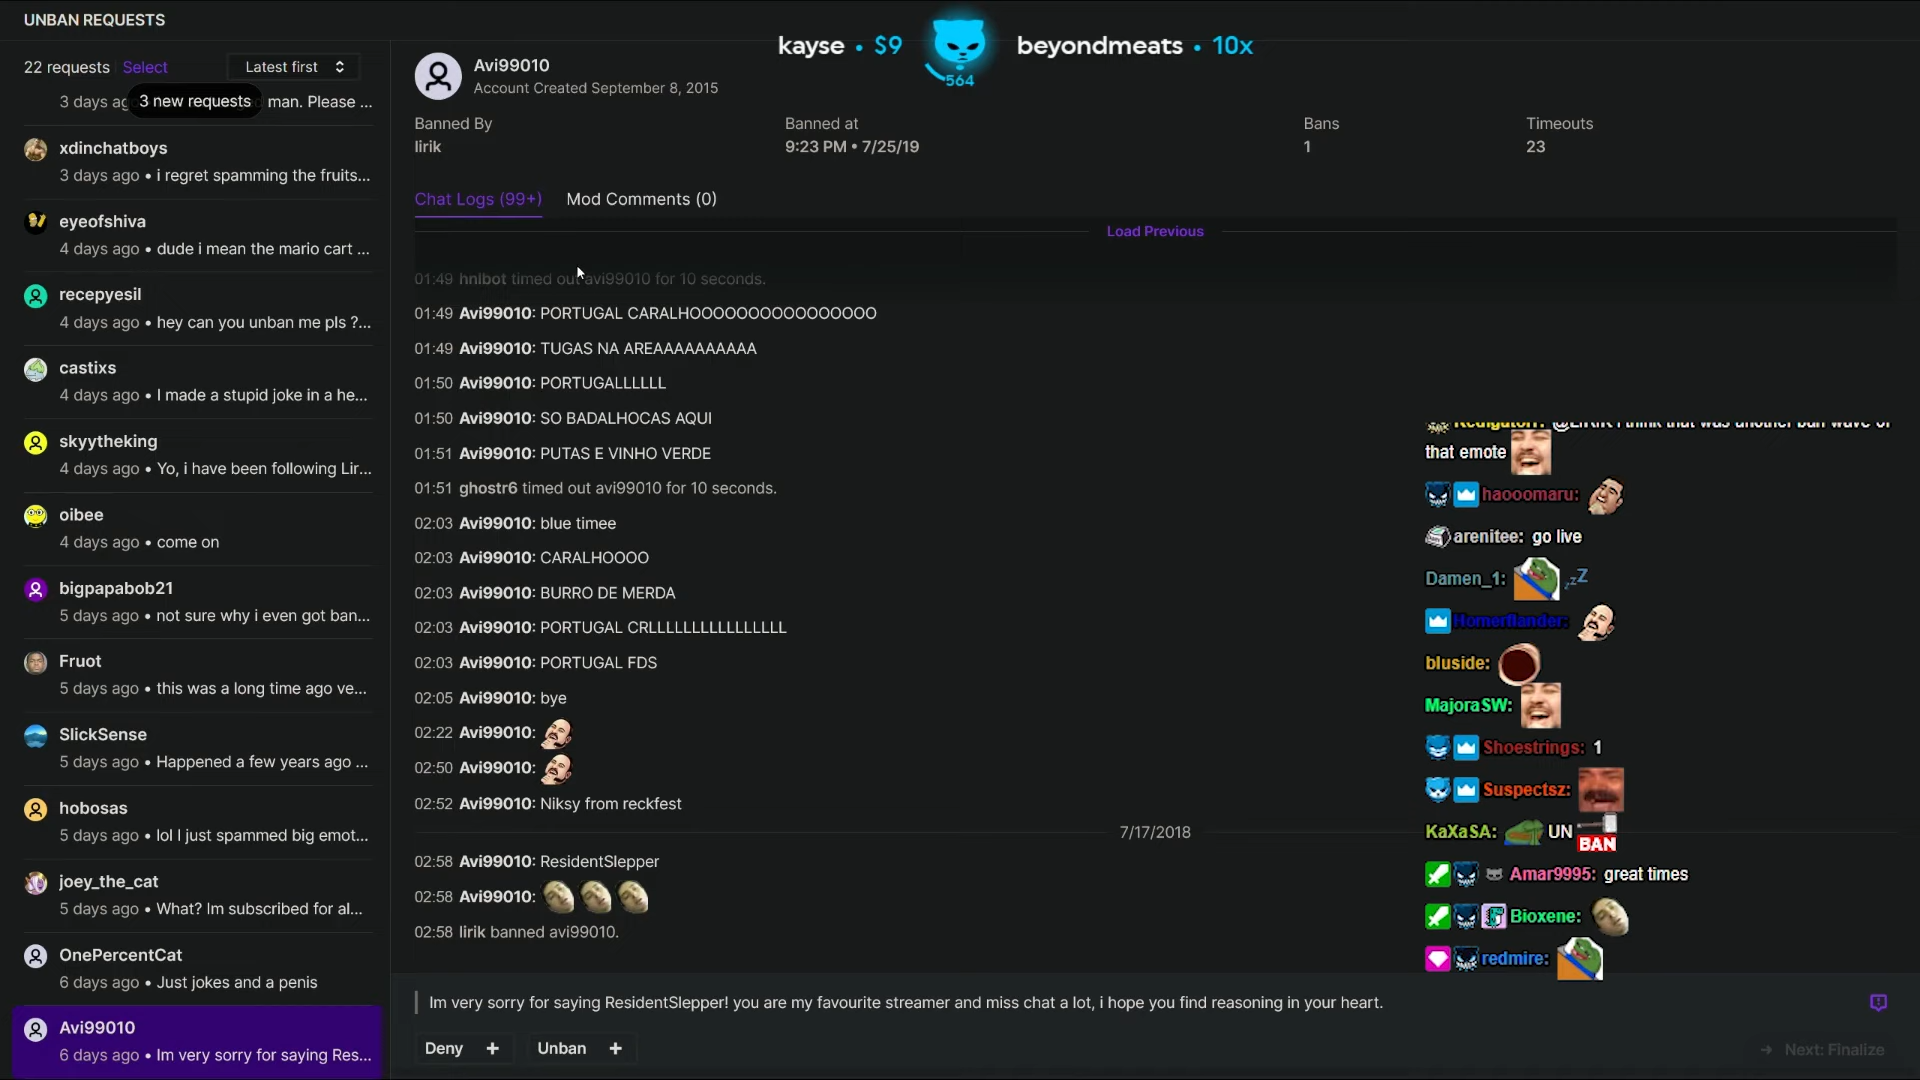 UNBAN REQUESTS
22 requests Select Latest first
3 days ag 3 new requests man. Please ...
xdinchatboys
3 days ago • i regret spamming the fruits...
eyeofshiva
4 days ago • dude i mean the mario cart ...
recepyesil
4 days ago • hey can you unban me pls ?...
castixs
4 days ago • I made a stupid joke in a he...
skyytheking
4 days ago • Yo, i have been following Lir...
oibee
4 days ago • come on
bigpapabob21
5 days ago • not sure why i even got ban...
Fruot
5 days ago • this was a long time ago ve...
SlickSense
5 days ago • Happened a few years ago ...
hobosas
5 days ago • lol I just spammed big emot...
joey_the_cat
5 days ago • What? Im subscribed for al...
OnePercentCat
6 days ago • Just jokes and a penis
Avi99010
6 days ago • Im very sorry for saying Res...
kayse • $9 564 beyondmeats • 10x
Avi99010
Account Created September 8, 2015
Banned By
lirik
Banned at
9:23 PM • 7/25/19
Bans
1
Timeouts
23
Chat Logs (99+) Mod Comments (0)
Load Previous
01:49 hnlbot timed out avi99010 for 10 seconds.
01:49 Avi99010: PORTUGAL CARALHOOOOOOOOOOOOOOOO
01:49 Avi99010: TUGAS NA AREAAAAAAAAAA
01:50 Avi99010: PORTUGALLLLLL
01:50 Avi99010: SO BADALHOCAS AQUI
01:51 Avi99010: PUTAS E VINHO VERDE
01:51 ghostr6 timed out avi99010 for 10 seconds.
02:03 Avi99010: blue timee
02:03 Avi99010: CARALHOOOO
02:03 Avi99010: BURRO DE MERDA
02:03 Avi99010: PORTUGAL CRLLLLLLLLLLLLLLLL
02:03 Avi99010: PORTUGAL FDS
02:05 Avi99010: bye
02:22 Avi99010:
02:50 Avi99010:
02:52 Avi99010: Niksy from reckfest
7/17/2018
02:58 Avi99010: ResidentSlepper
02:58 Avi99010:
02:58 lirik banned avi99010.
Im very sorry for saying ResidentSlepper! you are my favourite streamer and miss chat a lot, i hope you find reasoning in your heart.
Deny + Unban +
→ Next: Finalize
that emote
haooomaru:
arenitee: go live
Damen_1: zZ
Homerflander:
bluside:
MajoraSW:
Shoestrings: 1
Suspectsz:
KaXaSA: UN BAN
Amar9995: great times
Bioxene:
redmire: